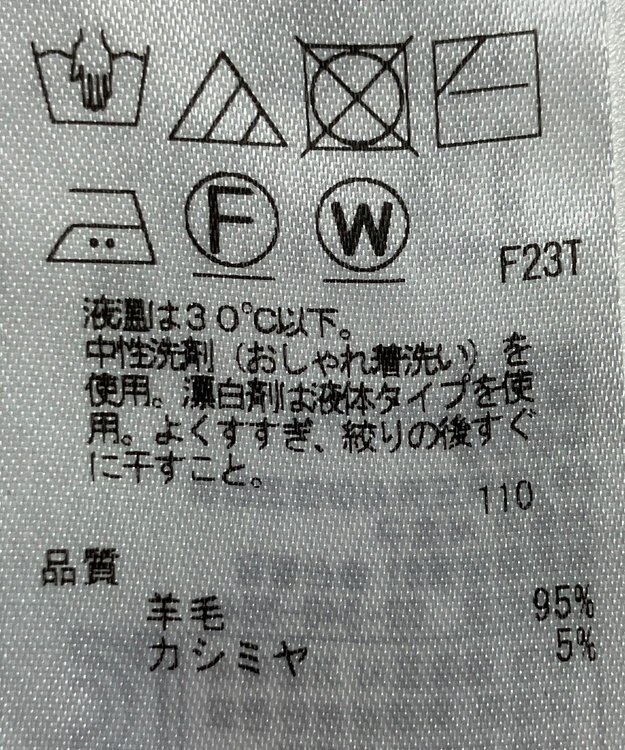 F W
F23T
液温は30℃以下。
中性洗剤（おしゃれ着洗い）を
使用。漂白剤は液体タイプを使
用。よくすすぎ、絞りの後すぐ
に干すこと。
110
品質
羊毛 95%
カシミヤ 5%